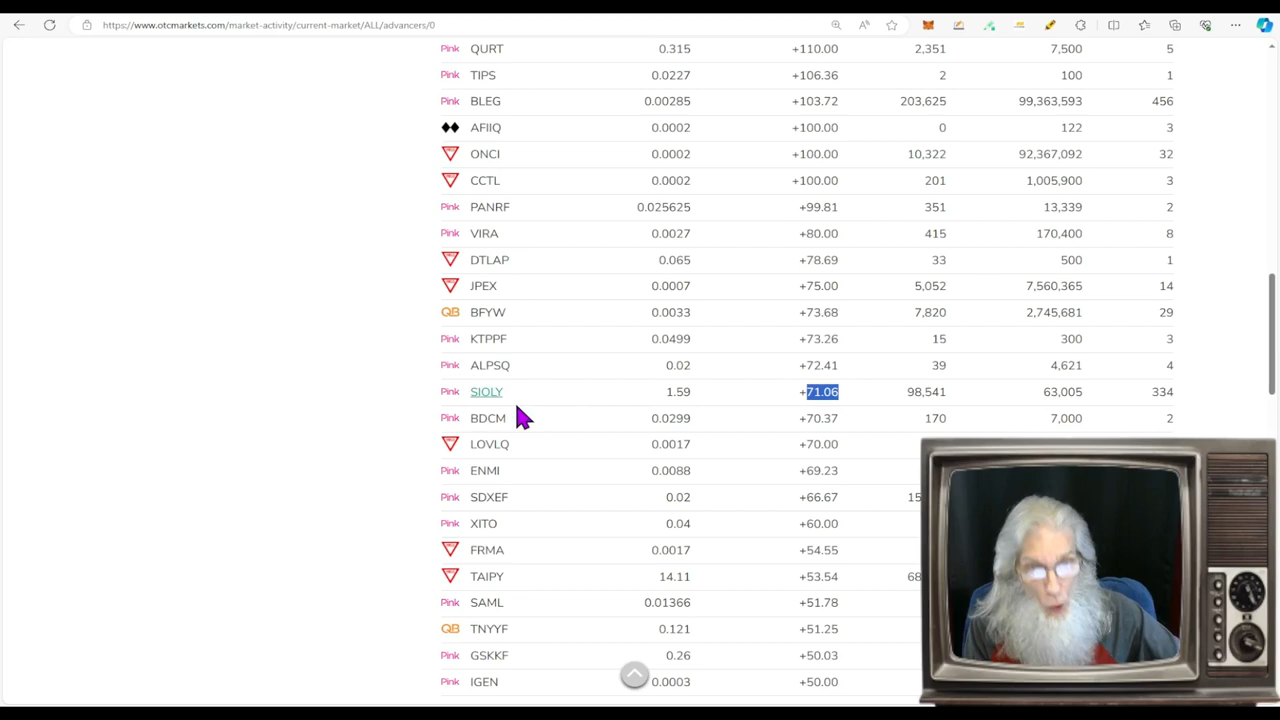 https://www.otcmarkets.com/market-activity/current-market/ALL/advancers/0
Pink QURT 0.315 +110.00 2,351 7,500 5
Pink TIPS 0.0227 +106.36 2 100 1
Pink BLEG 0.00285 +103.72 203,625 99,363,593 456
AFIIQ 0.0002 +100.00 0 122 3
ONCI 0.0002 +100.00 10,322 92,367,092 32
CCTL 0.0002 +100.00 201 1,005,900 3
Pink PANRF 0.025625 +99.81 351 13,339 2
Pink VIRA 0.0027 +80.00 415 170,400 8
DTLAP 0.065 +78.69 33 500 1
JPEX 0.0007 +75.00 5,052 7,560,365 14
QB BFYW 0.0033 +73.68 7,820 2,745,681 29
Pink KTPPF 0.0499 +73.26 15 300 3
Pink ALPSQ 0.02 +72.41 39 4,621 4
Pink SIOLY 1.59 +71.06 98,541 63,005 334
Pink BDCM 0.0299 +70.37 170 7,000 2
LOVLQ 0.0017 +70.00
Pink ENMI 0.0088 +69.23
Pink SDXEF 0.02 +66.67 15
Pink XITO 0.04 +60.00
FRMA 0.0017 +54.55
TAIPY 14.11 +53.54 68
Pink SAML 0.01366 +51.78
QB TNYYF 0.121 +51.25
Pink GSKKF 0.26 +50.03
Pink IGEN 0.0003 +50.00